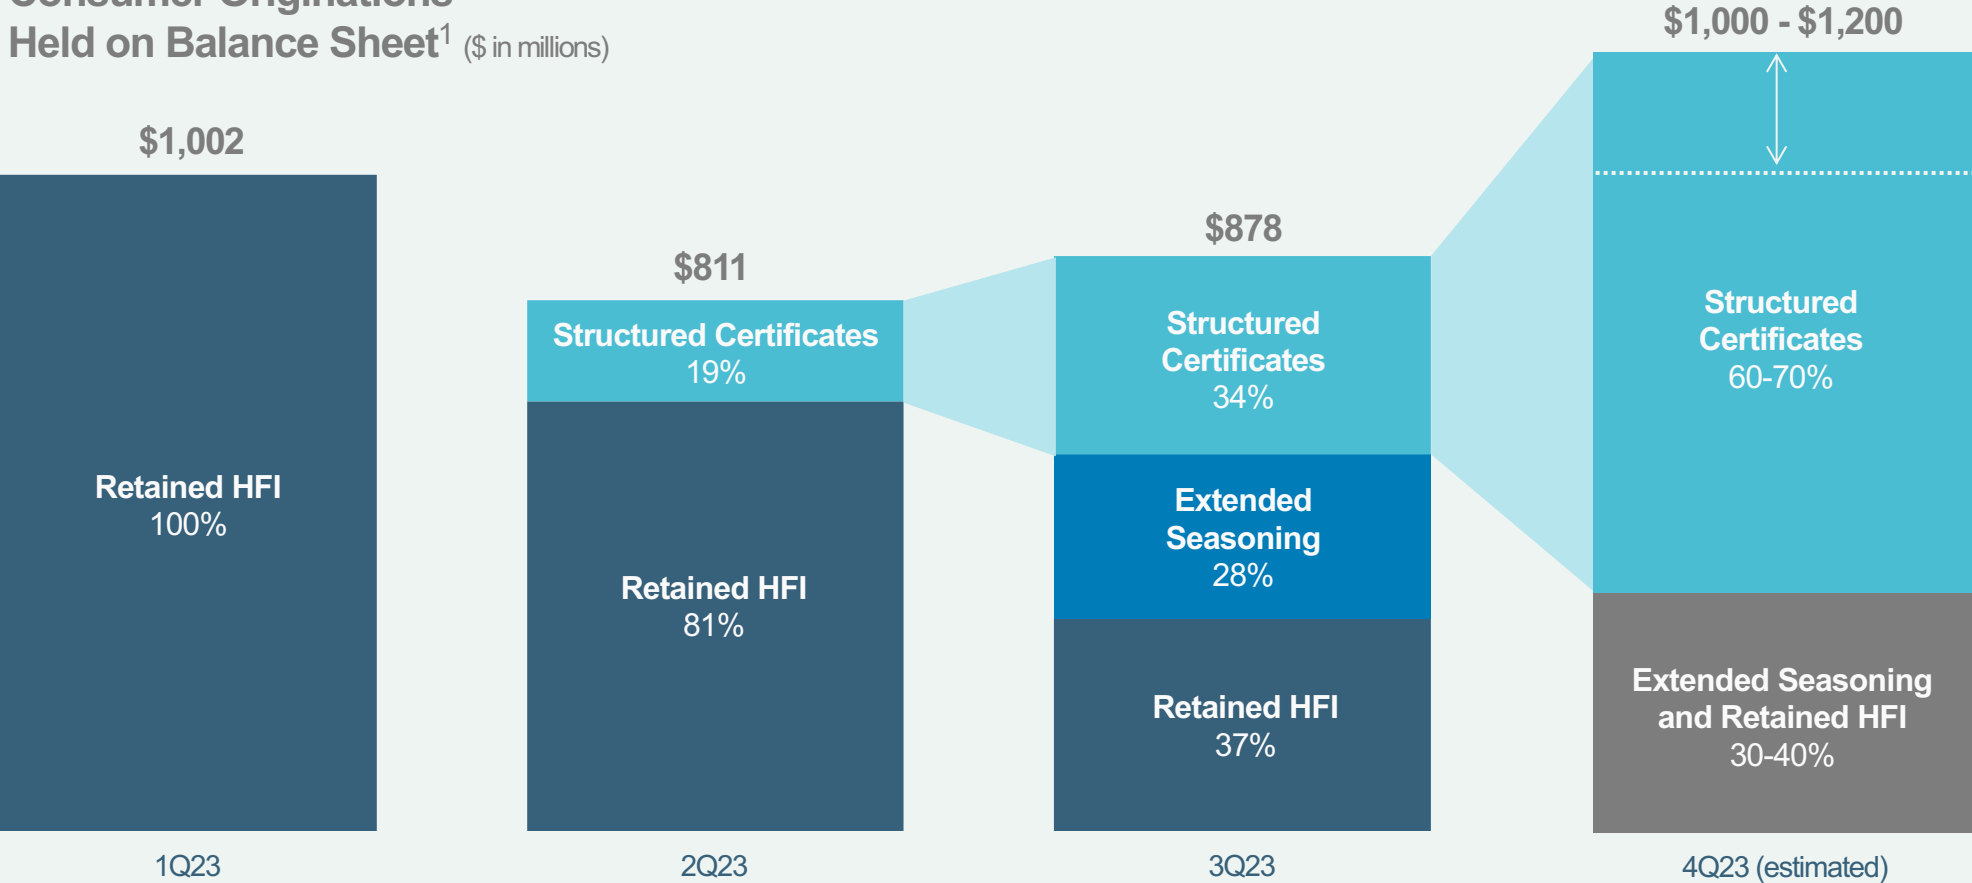 Consumer Originations
Held on Balance Sheet¹ ($ in millions)
$1,002
Retained HFI
100%
1Q23
$811
Structured Certificates
19%
Retained HFI
81%
2Q23
$878
Structured
Certificates
34%
Extended
Seasoning
28%
Retained HFI
37%
3Q23
$1,000 - $1,200
Structured
Certificates
60-70%
Extended Seasoning
and Retained HFI
30-40%
4Q23 (estimated)